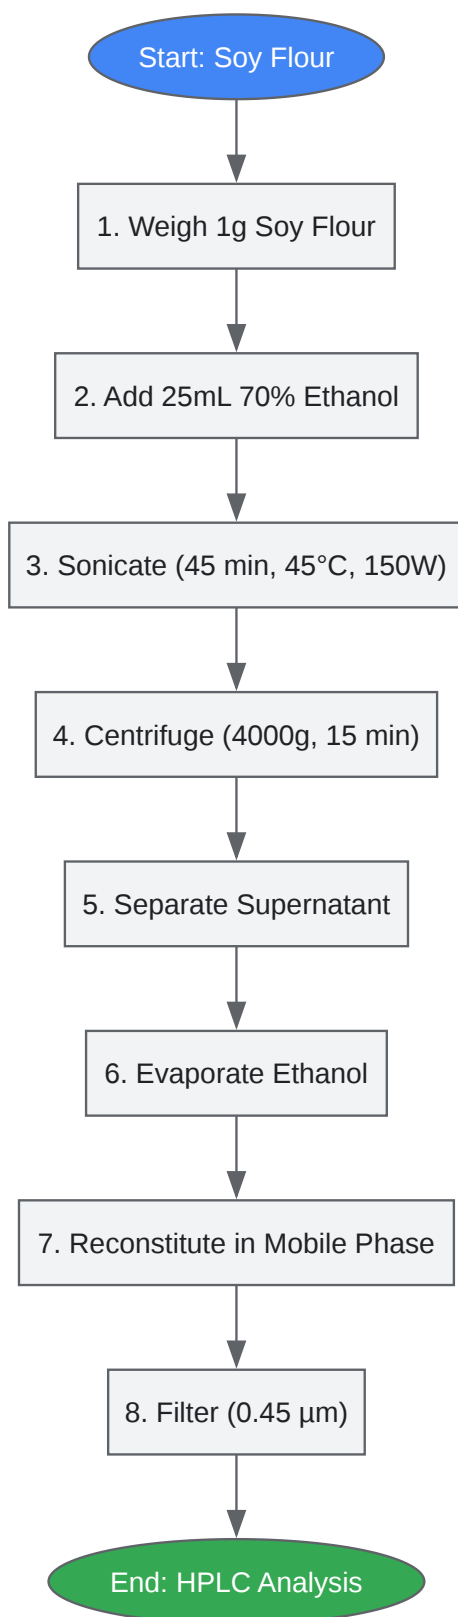 Start: Soy Flour
1. Weigh 1g Soy Flour
2. Add 25mL 70% Ethanol
3. Sonicate (45 min, 45°C, 150W)
4. Centrifuge (4000g, 15 min)
5. Separate Supernatant
6. Evaporate Ethanol
7. Reconstitute in Mobile Phase
8. Filter (0.45 µm)
End: HPLC Analysis